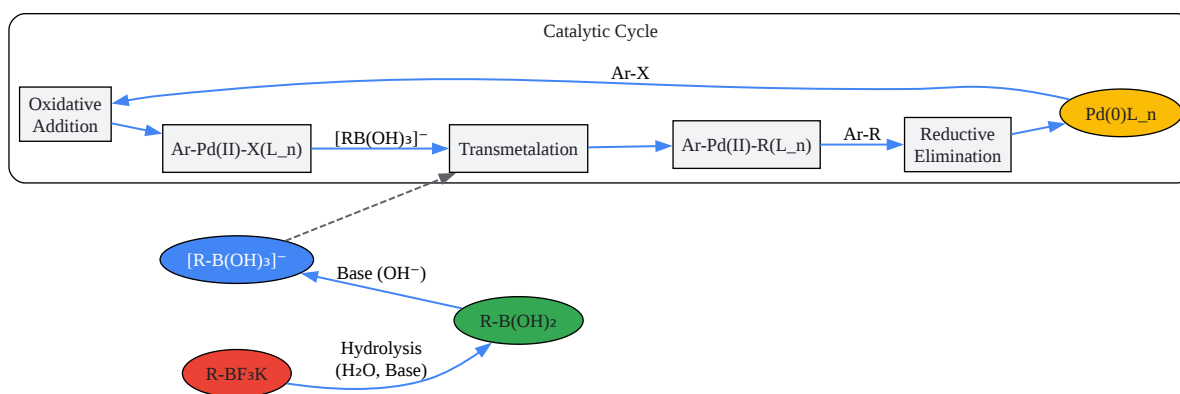 Catalytic Cycle
Ar-X
Oxidative
Addition
Pd(0)L_n
Ar-Pd(II)-X(L_n)
[RB(OH)₃]⁻
Transmetalation
Ar-Pd(II)-R(L_n)
Ar-R
Reductive
Elimination
[R-B(OH)₃]⁻
Base (OH⁻)
R-B(OH)₂
Hydrolysis
(H₂O, Base)
R-BF₃K